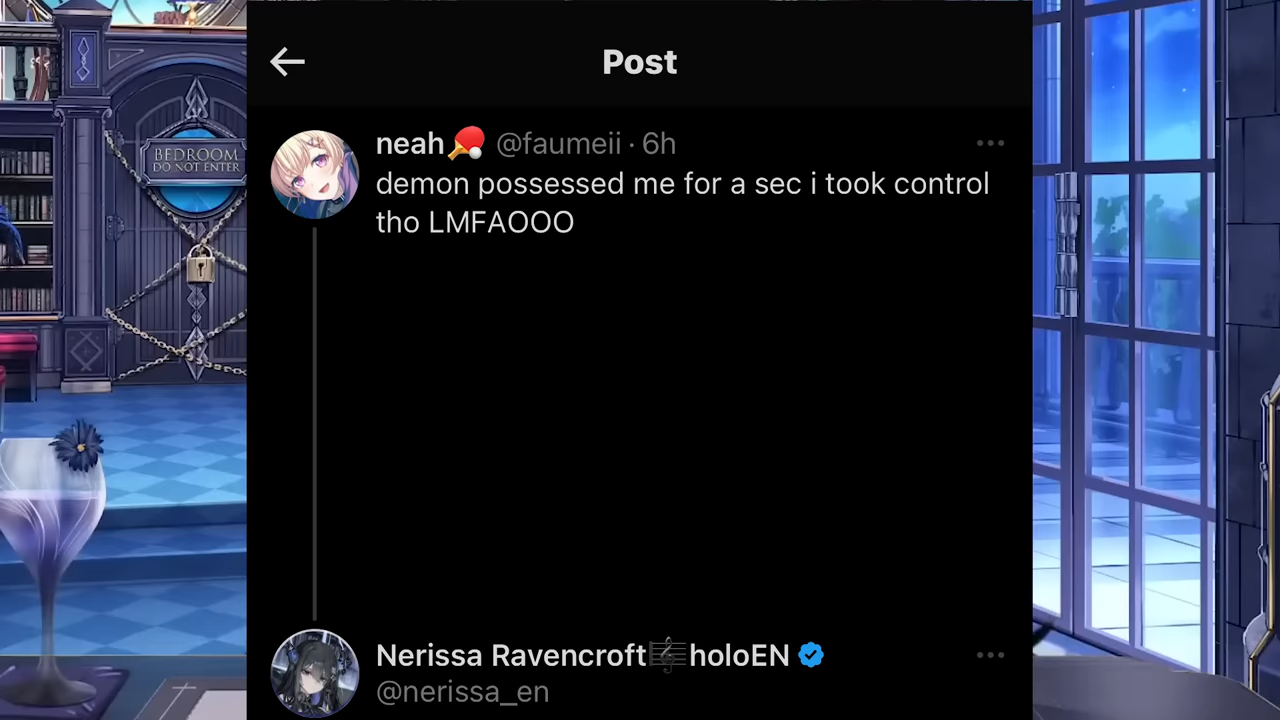 Post
BEDROOM
DO NOT ENTER
neah🏓 @faumeii · 6h
demon possessed me for a sec i took control
tho LMFAOOO
Nerissa Ravencroft🎼holoEN
@nerissa_en